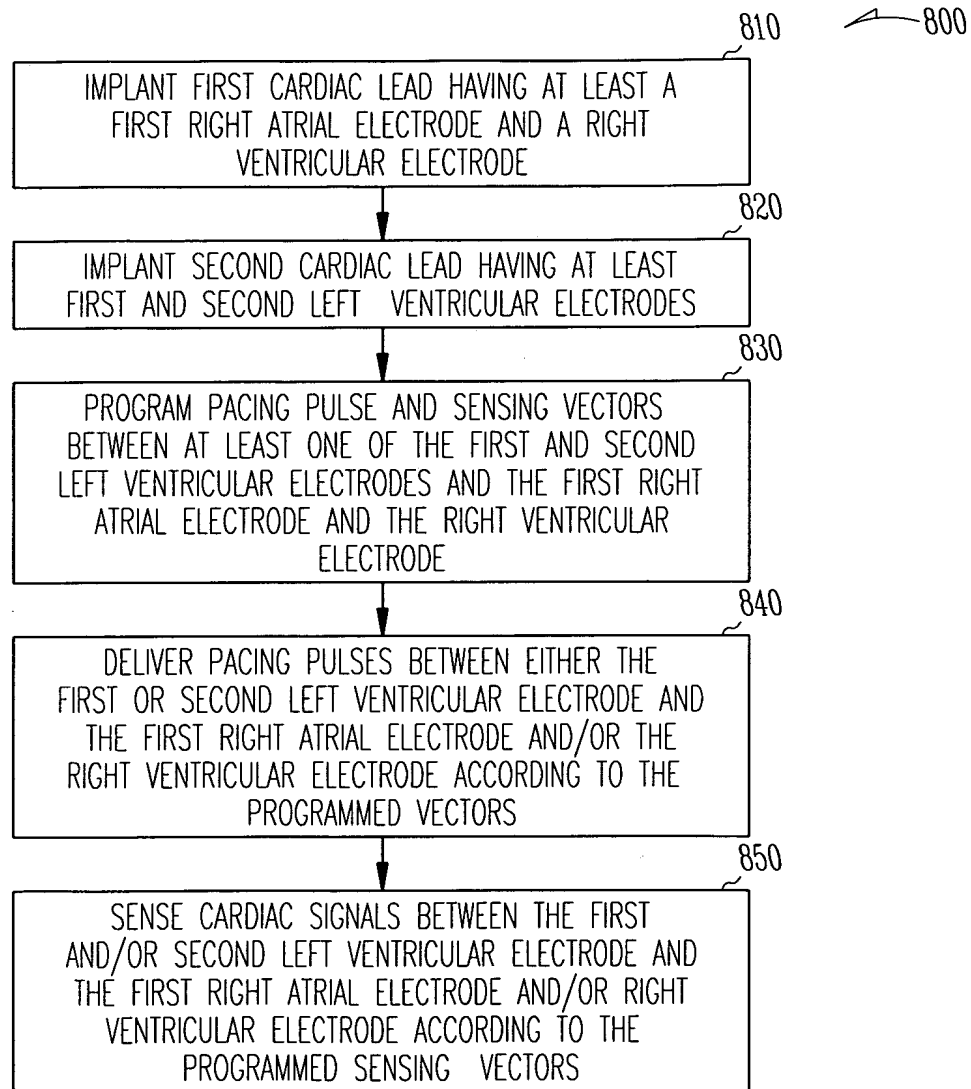 800
810
IMPLANT FIRST CARDIAC LEAD HAVING AT LEAST A
FIRST RIGHT ATRIAL ELECTRODE AND A RIGHT
VENTRICULAR ELECTRODE
820
IMPLANT SECOND CARDIAC LEAD HAVING AT LEAST
FIRST AND SECOND LEFT VENTRICULAR ELECTRODES
830
PROGRAM PACING PULSE AND SENSING VECTORS
BETWEEN AT LEAST ONE OF THE FIRST AND SECOND
LEFT VENTRICULAR ELECTRODES AND THE FIRST RIGHT
ATRIAL ELECTRODE AND THE RIGHT VENTRICULAR
ELECTRODE
840
DELIVER PACING PULSES BETWEEN EITHER THE
FIRST OR SECOND LEFT VENTRICULAR ELECTRODE AND
THE FIRST RIGHT ATRIAL ELECTRODE AND/OR THE
RIGHT VENTRICULAR ELECTRODE ACCORDING TO THE
PROGRAMMED VECTORS
850
SENSE CARDIAC SIGNALS BETWEEN THE FIRST
AND/OR SECOND LEFT VENTRICULAR ELECTRODE AND
THE FIRST RIGHT ATRIAL ELECTRODE AND/OR RIGHT
VENTRICULAR ELECTRODE ACCORDING TO THE
PROGRAMMED SENSING VECTORS